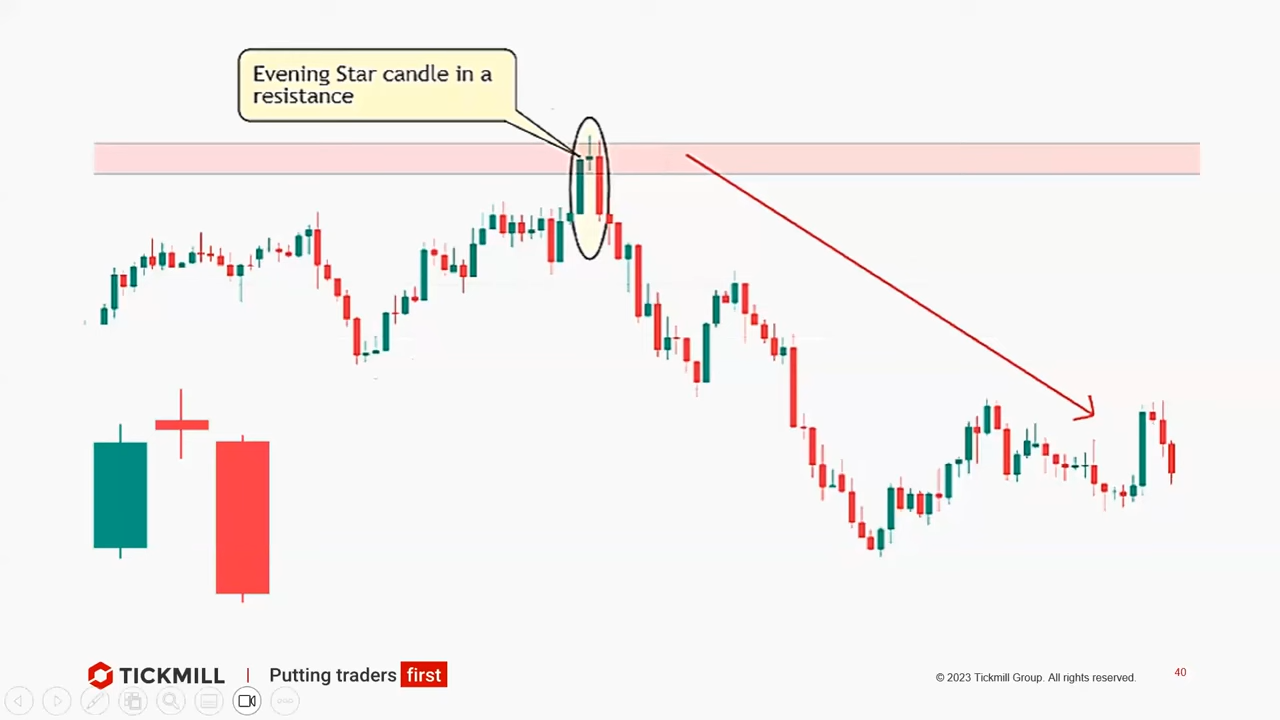 Evening Star candle in a
resistance
TICKMILL | Putting traders first
© 2023 Tickmill Group. All rights reserved.
40